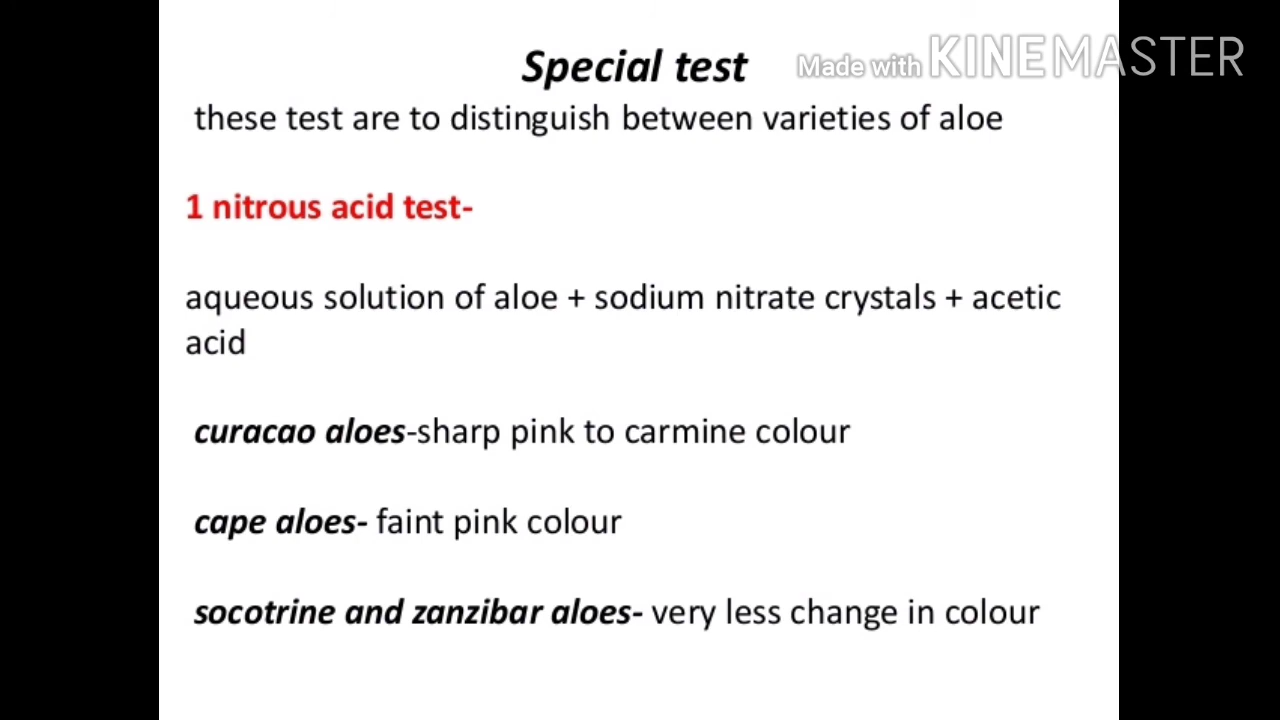 Special test
Made with KINEMASTER
these test are to distinguish between varieties of aloe
1 nitrous acid test-
aqueous solution of aloe + sodium nitrate crystals + acetic
acid
curacao aloes-sharp pink to carmine colour
cape aloes- faint pink colour
socotrine and zanzibar aloes- very less change in colour